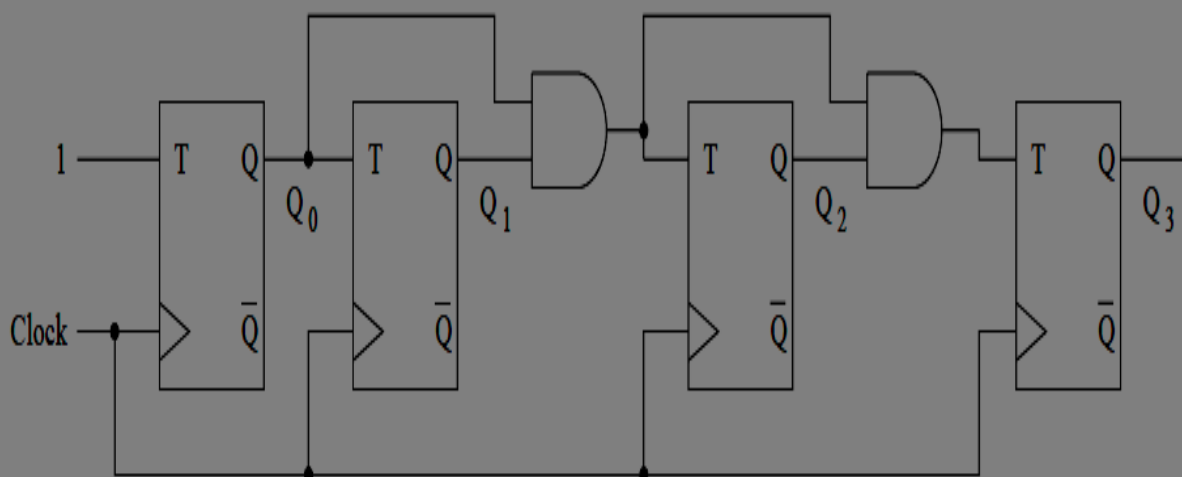 1 T Q T Q T Q T Q
Q0 Q1 Q2 Q3
Clock Q̅ Q̅ Q̅ Q̅